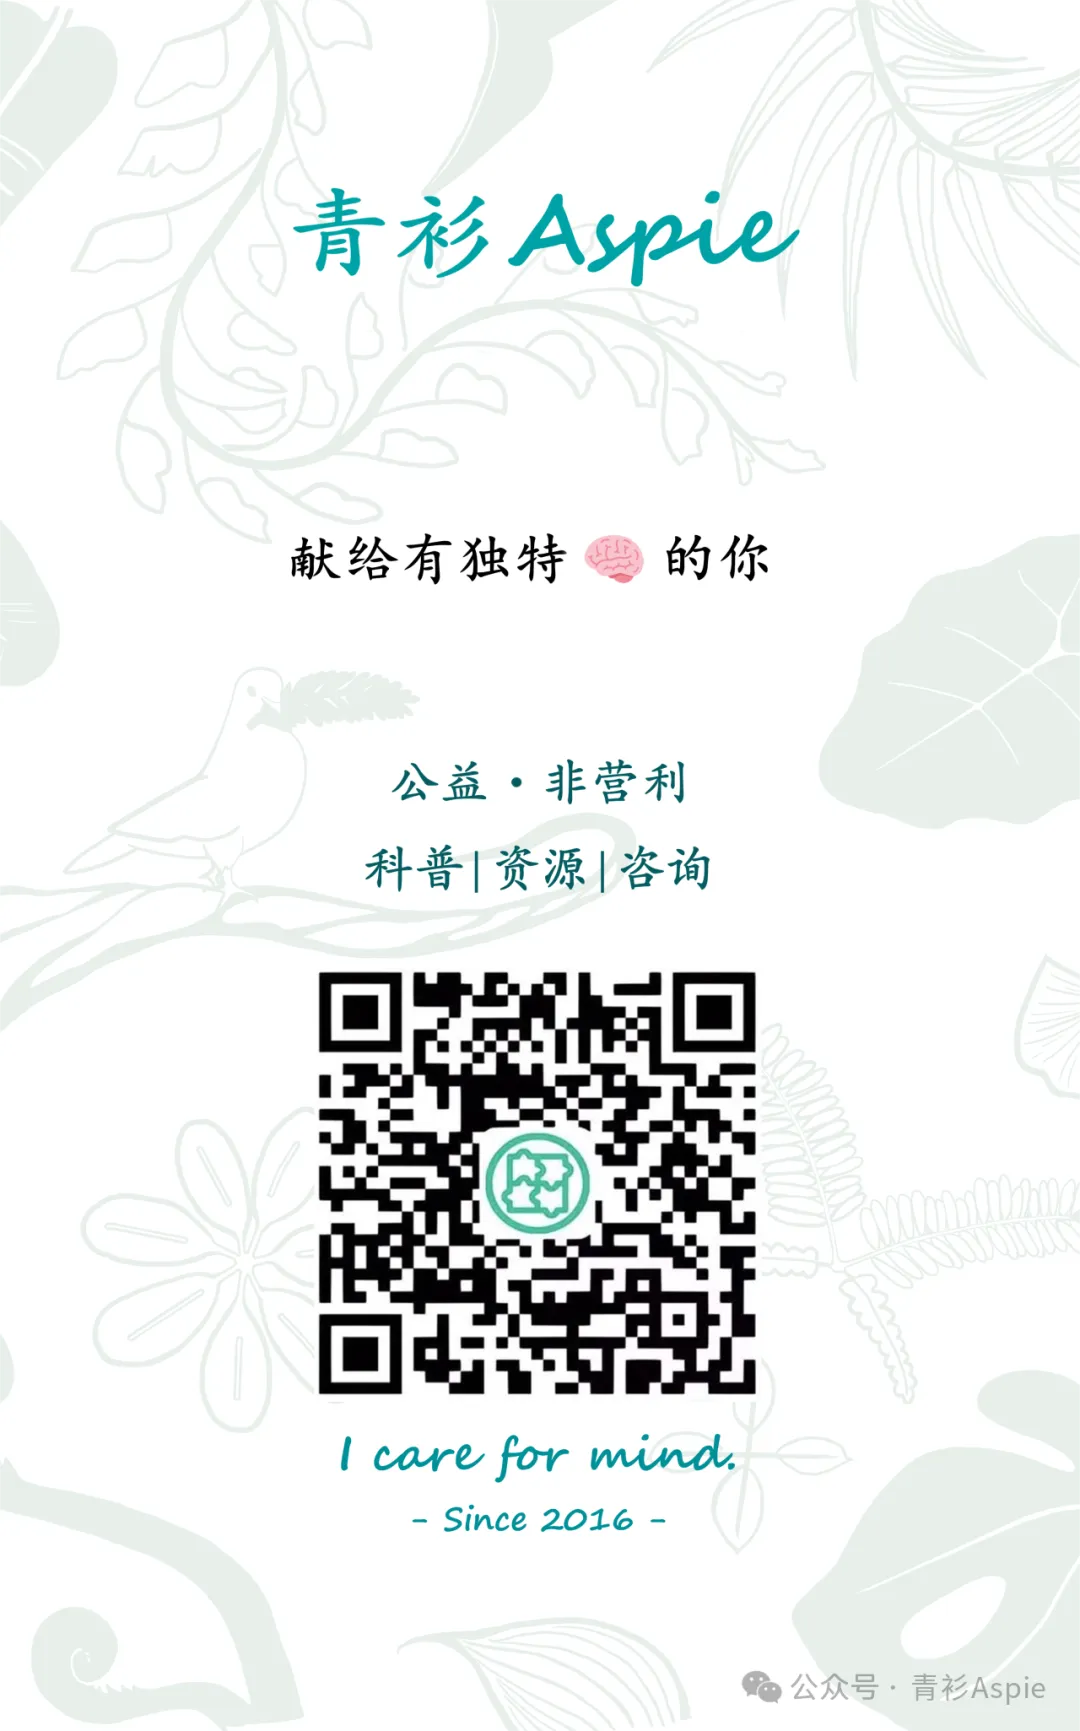 青衫Aspie
献给有独特🧠的你
公益·非营利
科普|资源|咨询
I care for mind.
- Since 2016 -
公众号·青衫Aspie